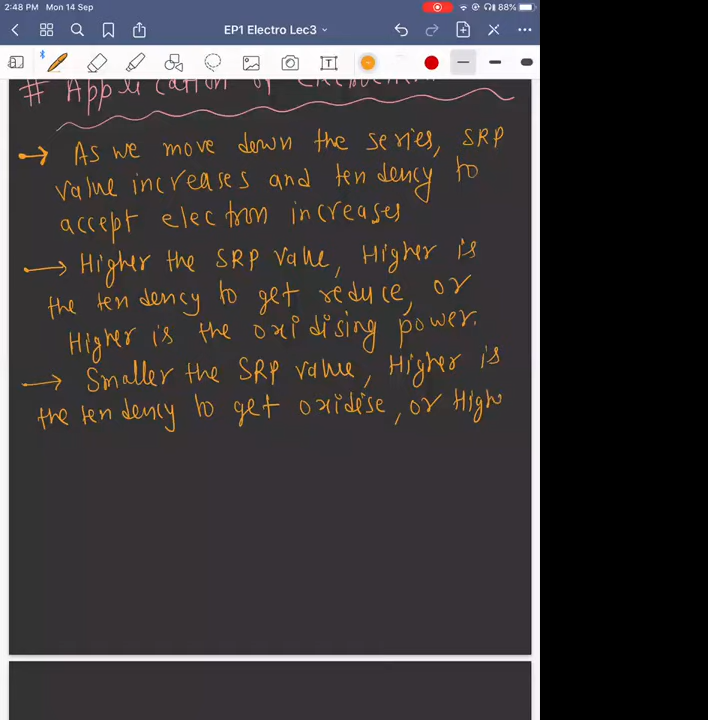 2:48 PM Mon 14 Sep
88%
EP1 Electro Lec3
T
# Application of
→ As we move down the series, SRP
value increases and tendency to
accept electron increases
→ Higher the SRP value, Higher is
the tendency to get reduce, or
Higher is the oxidising power.
→ Smaller the SRP value, Higher is
the tendency to get oxidise, or High